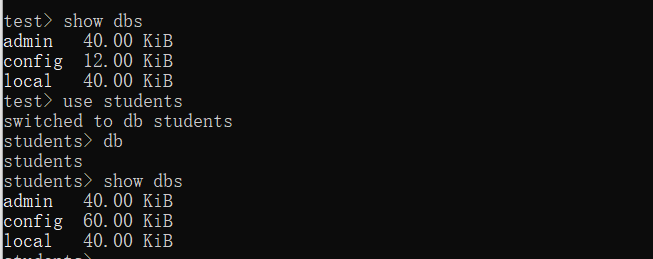 test> show dbs
admin   40.00 KiB
config  12.00 KiB
local   40.00 KiB
test> use students
switched to db students
students> db
students
students> show dbs
admin   40.00 KiB
config  60.00 KiB
local   40.00 KiB
students>